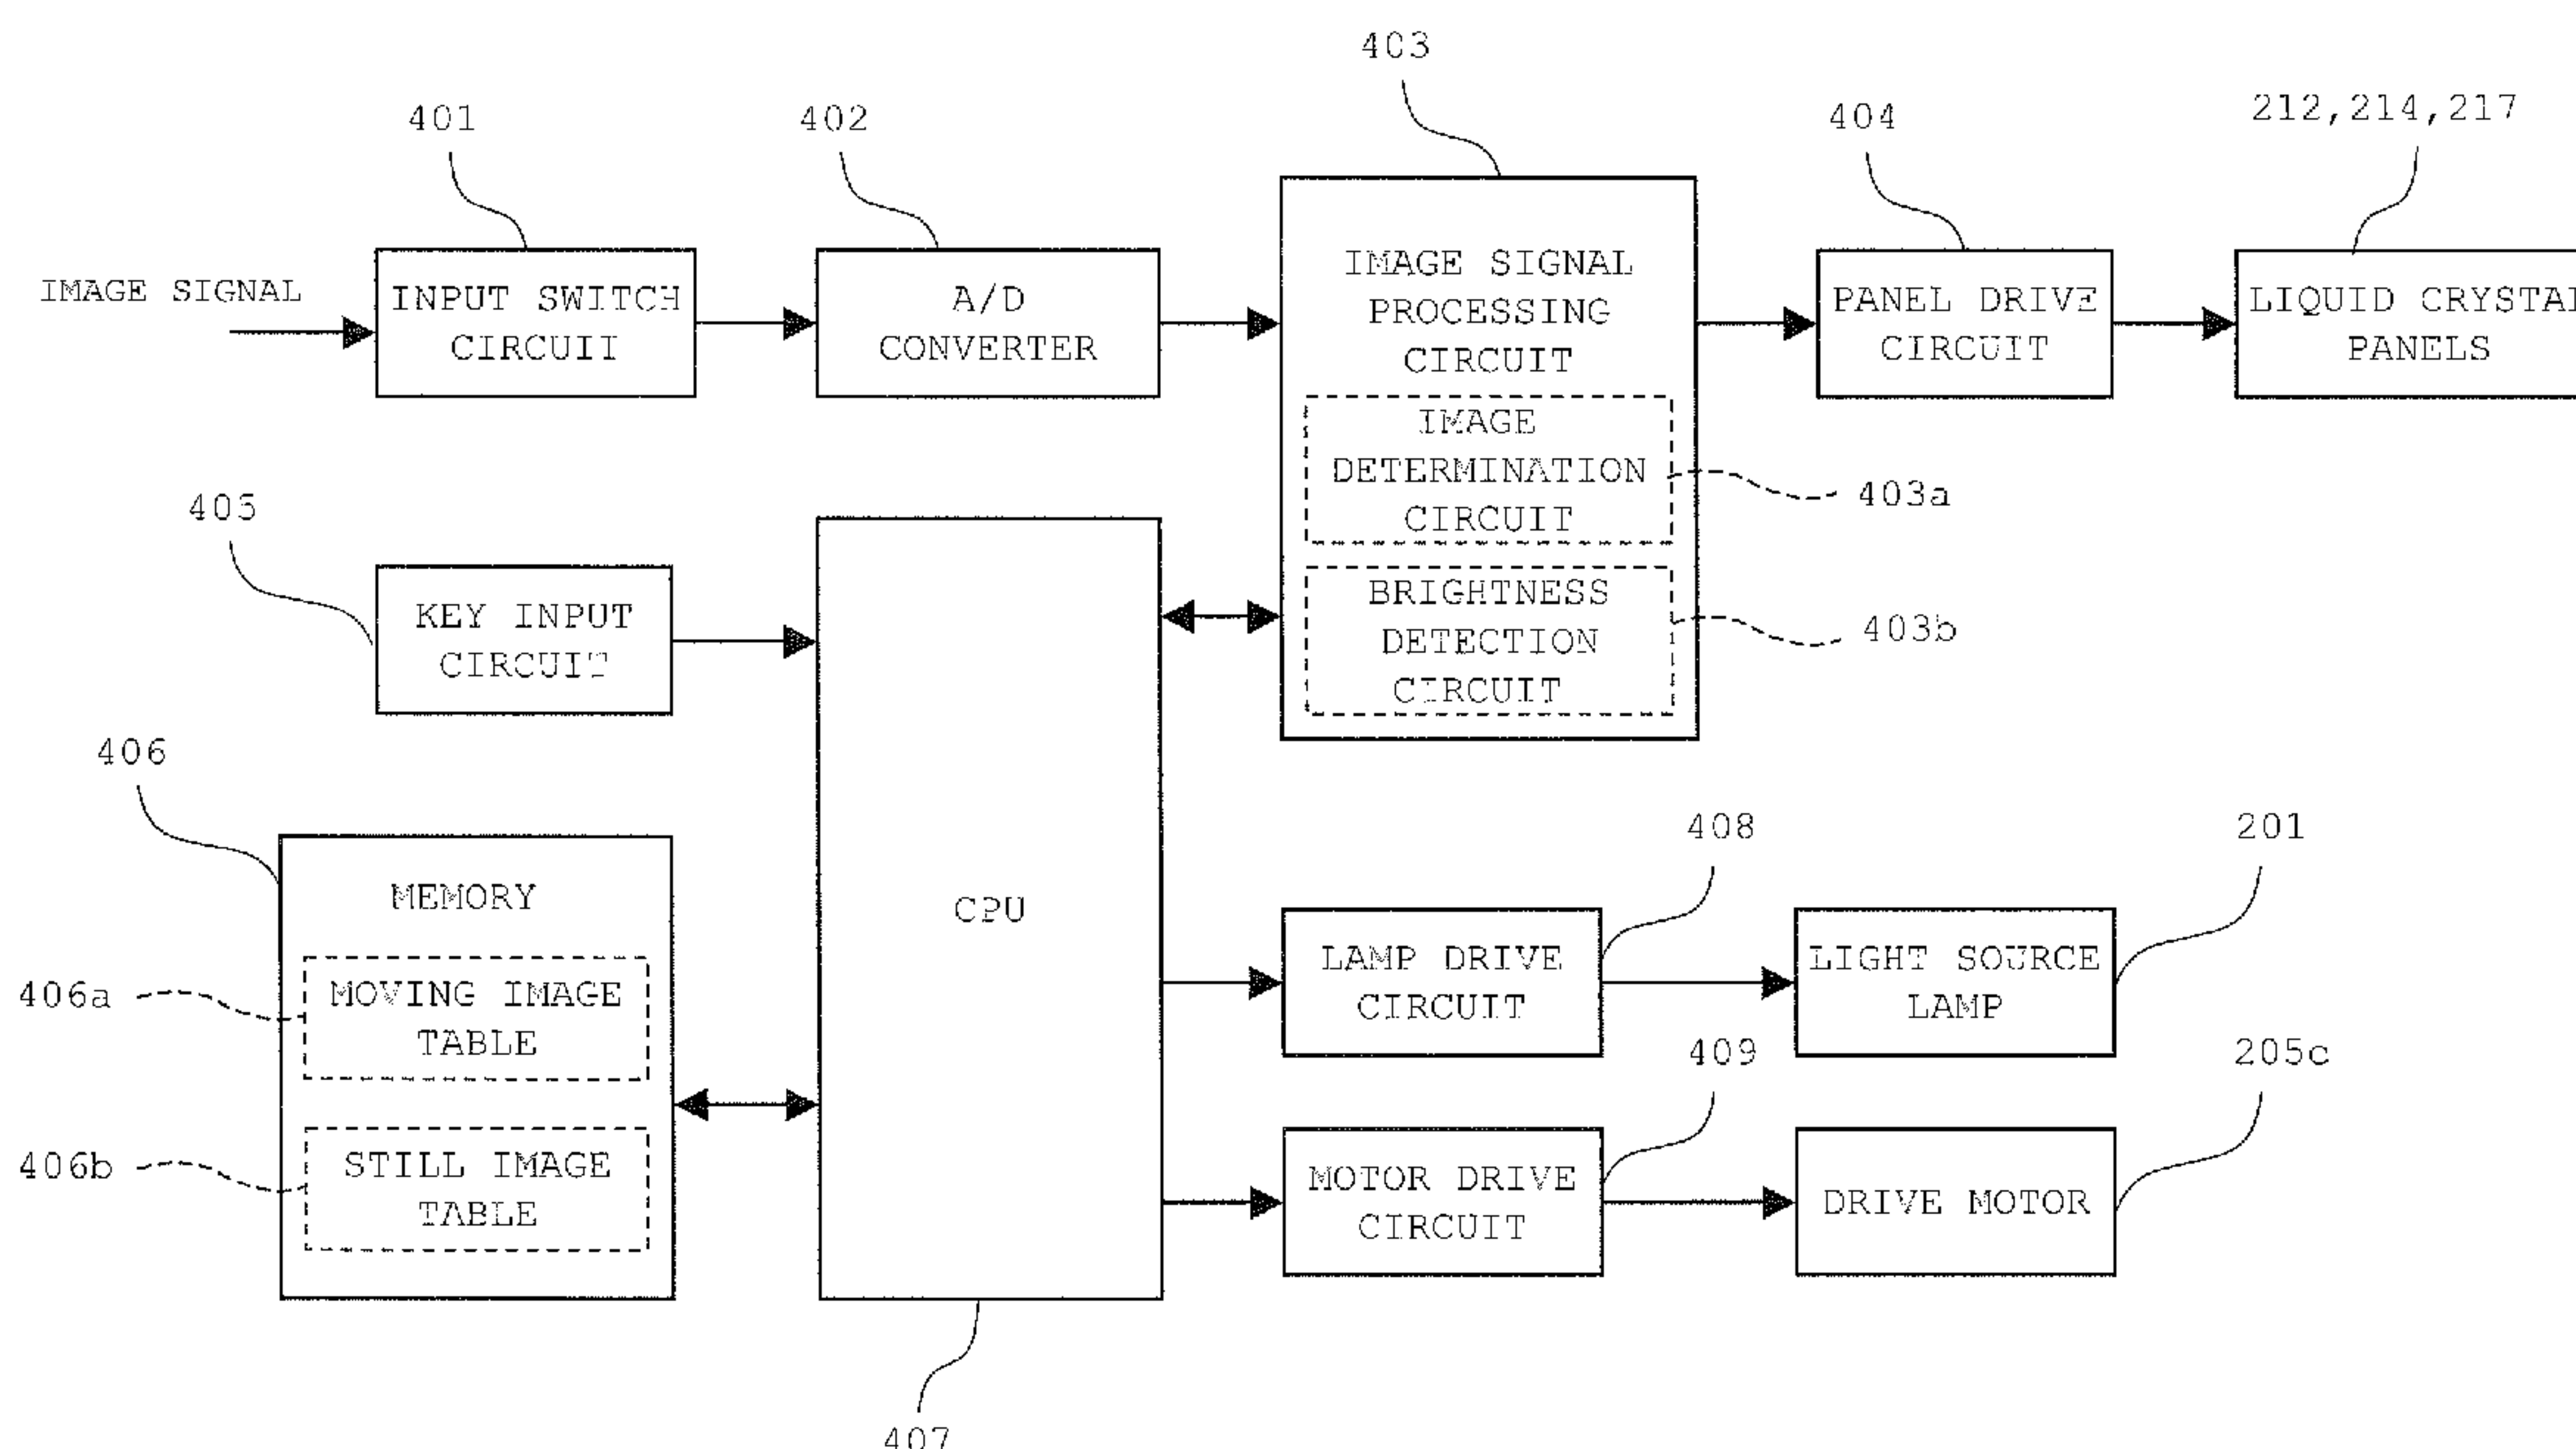 403
401
402
404
212,214,217
IMAGE SIGNAL
INPUT SWITCH
CIRCUIT
A/D
CONVERTER
IMAGE SIGNAL
PROCESSING
CIRCUIT
PANEL DRIVE
CIRCUIT
LIQUID CRYSTAL
PANELS
IMAGE
DETERMINATION
CIRCUIT
403a
BRIGHTNESS
DETECTION
CIRCUIT
403b
405
KEY INPUT
CIRCUIT
406
MEMORY
406a
MOVING IMAGE
TABLE
406b
STILL IMAGE
TABLE
CPU
407
408
LAMP DRIVE
CIRCUIT
201
LIGHT SOURCE
LAMP
409
MOTOR DRIVE
CIRCUIT
205c
DRIVE MOTOR